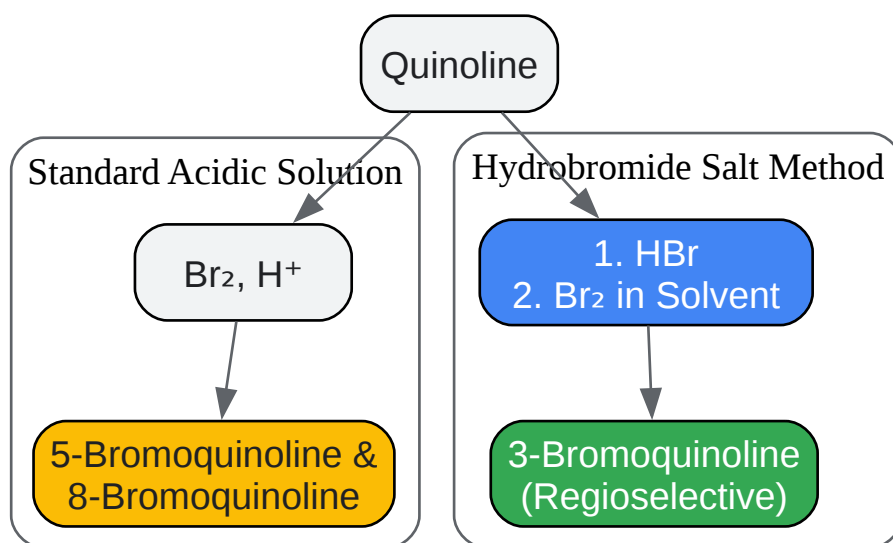 Quinoline
Standard Acidic Solution
Br₂, H⁺
5-Bromoquinoline &
8-Bromoquinoline
Hydrobromide Salt Method
1. HBr
2. Br₂ in Solvent
3-Bromoquinoline
(Regioselective)